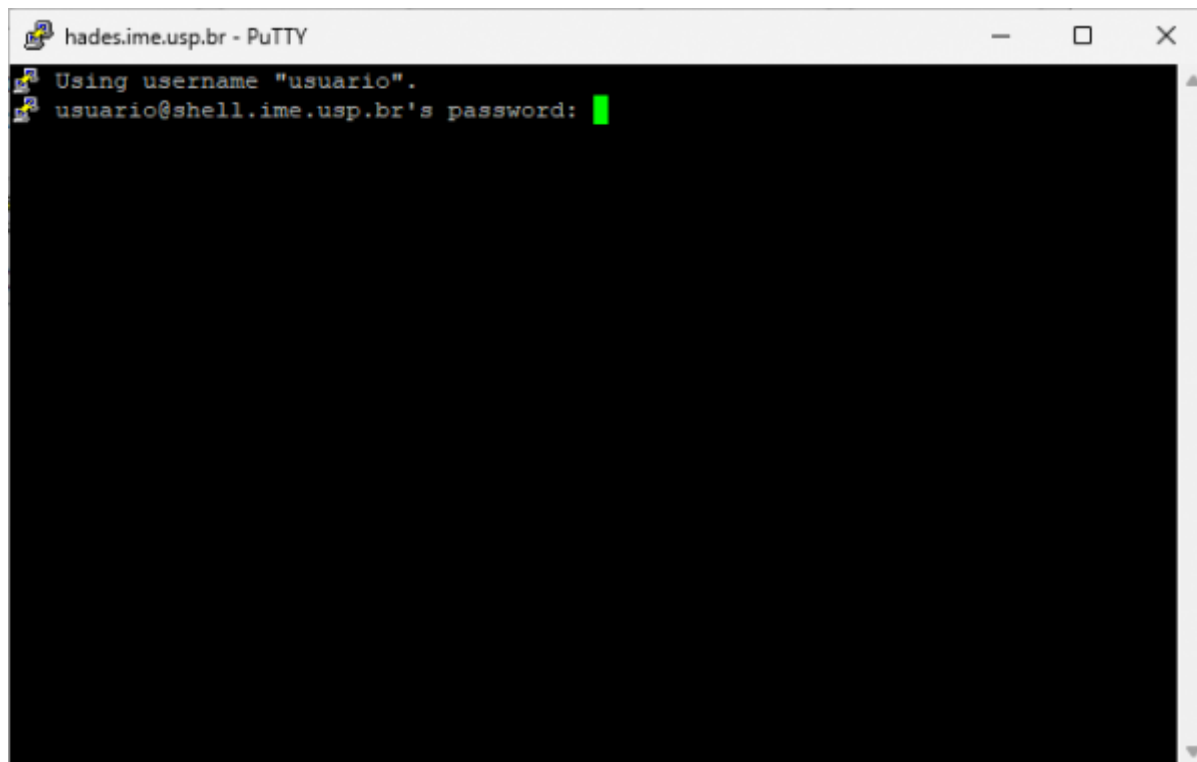 hades.ime.usp.br - PuTTY
Using username "usuario".
usuario@shell.ime.usp.br's password: